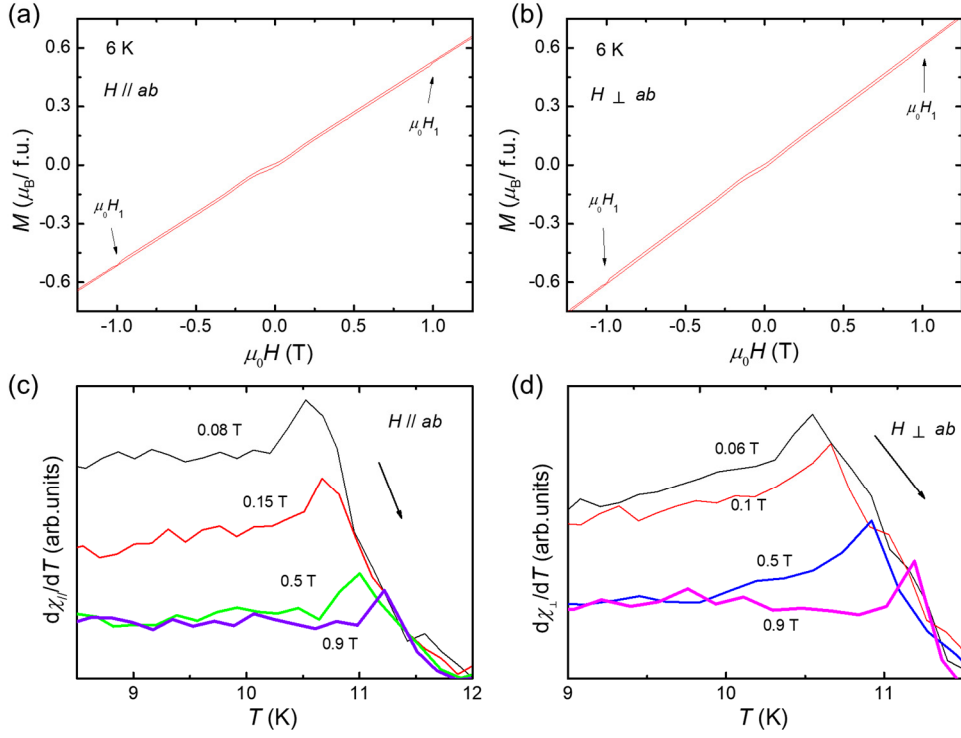 (a)
6 K
H // ab
μ₀H₁
μ₀H₁
M (μB/ f.u.)
0.6
0.3
0.0
-0.3
-0.6
-1.0 -0.5 0.0 0.5 1.0
μ₀H (T)
(b)
6 K
H ⊥ ab
μ₀H₁
μ₀H₁
M (μB/ f.u.)
0.6
0.3
0.0
-0.3
-0.6
-1.0 -0.5 0.0 0.5 1.0
μ₀H (T)
(c)
0.08 T
H // ab
0.15 T
0.5 T
0.9 T
dχ///dT (arb.units)
9 10 11 12
T (K)
(d)
0.06 T
H ⊥ ab
0.1 T
0.5 T
0.9 T
dχ⊥/dT (arb.units)
9 10 11
T (K)